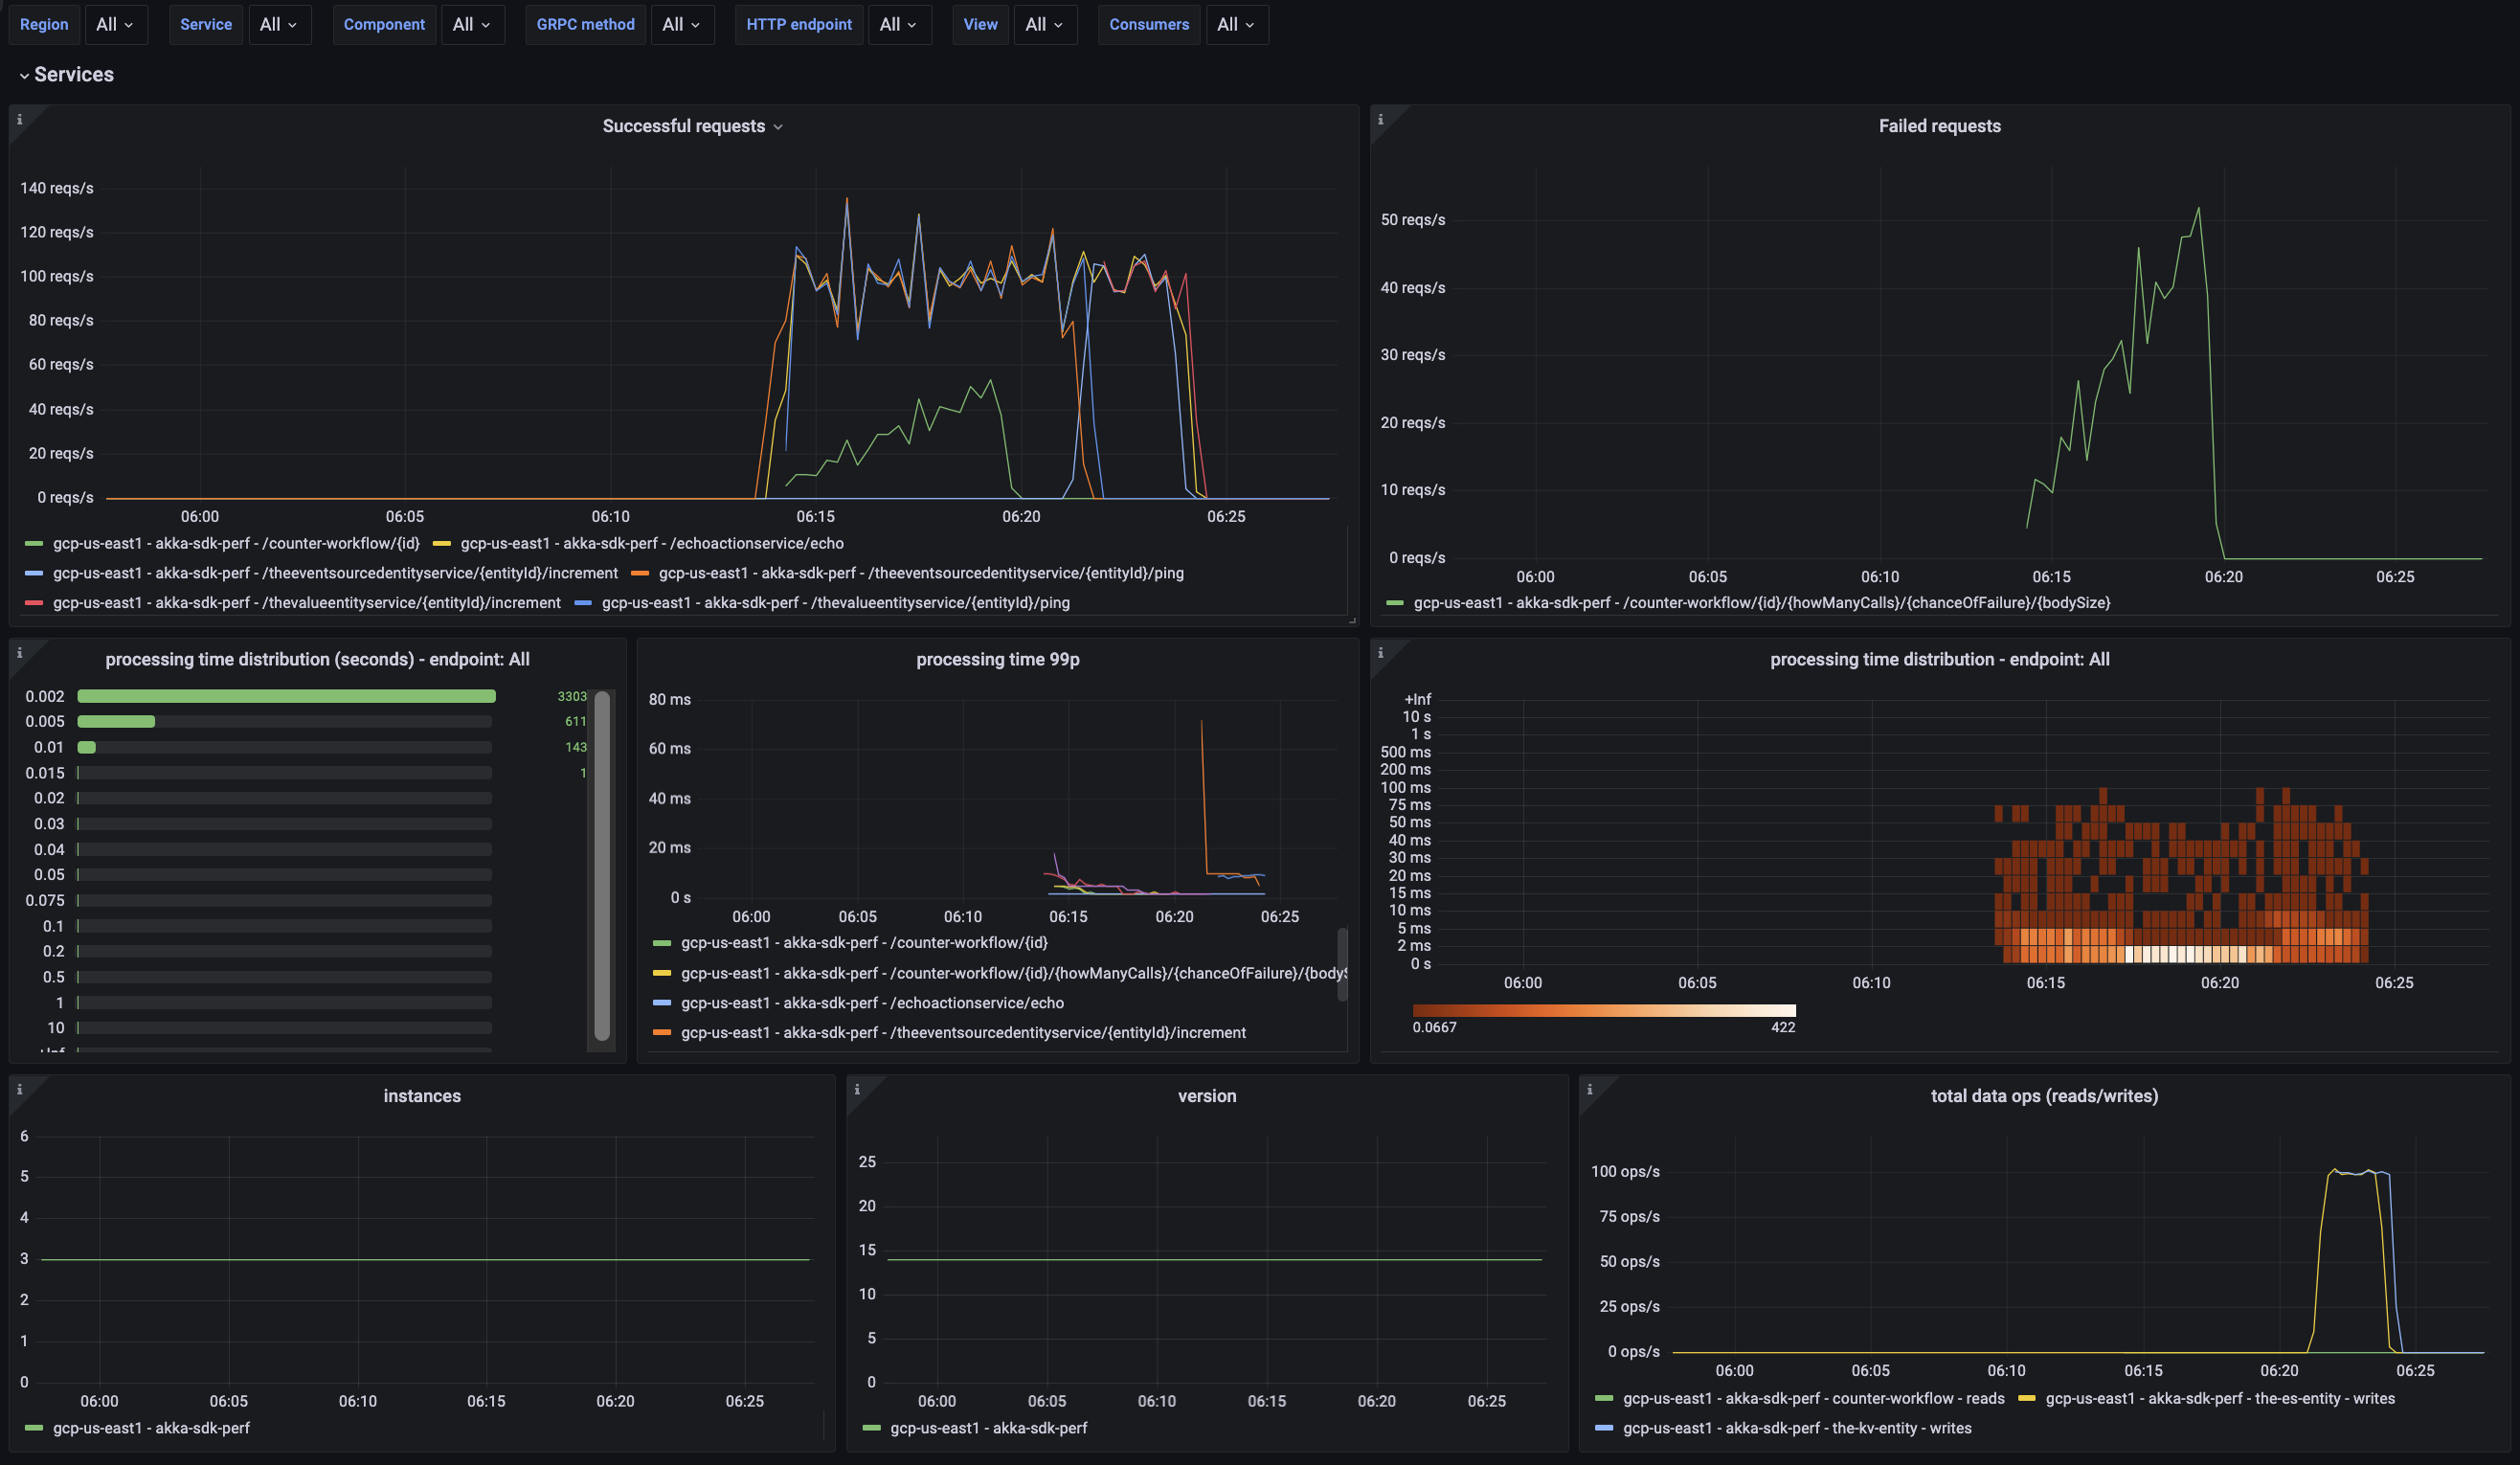 Region All Service All Component All GRPC method All HTTP endpoint All View All Consumers All
Services
Successful requests
140 reqs/s
120 reqs/s
100 reqs/s
80 reqs/s
60 reqs/s
40 reqs/s
20 reqs/s
0 reqs/s
06:00 06:05 06:10 06:15 06:20 06:25
gcp-us-east1 - akka-sdk-perf - /counter-workflow/{id} gcp-us-east1 - akka-sdk-perf - /echoactionservice/echo
gcp-us-east1 - akka-sdk-perf - /theeventsourcedentityservice/{entityId}/increment gcp-us-east1 - akka-sdk-perf - /theeventsourcedentityservice/{entityId}/ping
gcp-us-east1 - akka-sdk-perf - /thevalueentityservice/{entityId}/increment gcp-us-east1 - akka-sdk-perf - /thevalueentityservice/{entityId}/ping
Failed requests
50 reqs/s
40 reqs/s
30 reqs/s
20 reqs/s
10 reqs/s
0 reqs/s
06:00 06:05 06:10 06:15 06:20 06:25
gcp-us-east1 - akka-sdk-perf - /counter-workflow/{id}/{howManyCalls}/{chanceOfFailure}/{bodySize}
processing time distribution (seconds) - endpoint: All
0.002 3303
0.005 611
0.01 143
0.015 1
0.02
0.03
0.04
0.05
0.075
0.1
0.2
0.5
1
10
+Inf
processing time 99p
80 ms
60 ms
40 ms
20 ms
0 s
06:00 06:05 06:10 06:15 06:20 06:25
gcp-us-east1 - akka-sdk-perf - /counter-workflow/{id}
gcp-us-east1 - akka-sdk-perf - /counter-workflow/{id}/{howManyCalls}/{chanceOfFailure}/{bodyS
gcp-us-east1 - akka-sdk-perf - /echoactionservice/echo
gcp-us-east1 - akka-sdk-perf - /theeventsourcedentityservice/{entityId}/increment
processing time distribution - endpoint: All
+Inf
10 s
1 s
500 ms
200 ms
100 ms
75 ms
50 ms
40 ms
30 ms
20 ms
15 ms
10 ms
5 ms
2 ms
0 s
06:00 06:05 06:10 06:15 06:20 06:25
0.0667 422
instances
6
5
4
3
2
1
0
06:00 06:05 06:10 06:15 06:20 06:25
gcp-us-east1 - akka-sdk-perf
version
25
20
15
10
5
0
06:00 06:05 06:10 06:15 06:20 06:25
gcp-us-east1 - akka-sdk-perf
total data ops (reads/writes)
100 ops/s
75 ops/s
50 ops/s
25 ops/s
0 ops/s
06:00 06:05 06:10 06:15 06:20 06:25
gcp-us-east1 - akka-sdk-perf - counter-workflow - reads gcp-us-east1 - akka-sdk-perf - the-es-entity - writes
gcp-us-east1 - akka-sdk-perf - the-kv-entity - writes